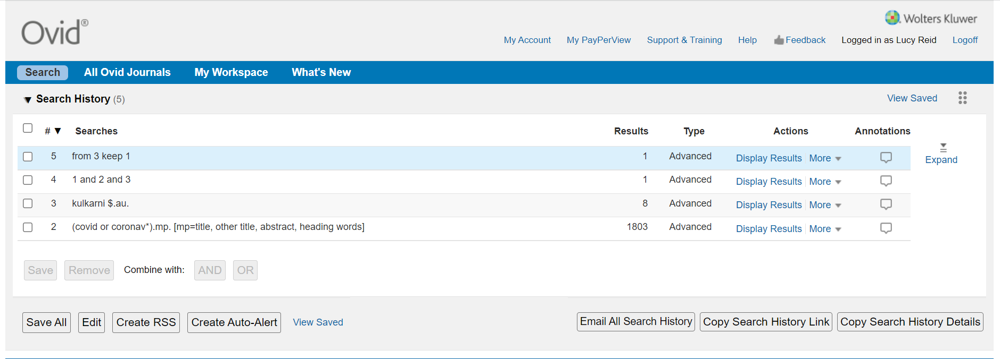 Ovid®
Wolters Kluwer
My Account My PayPerView Support & Training Help Feedback Logged in as Lucy Reid Logoff
Search All Ovid Journals My Workspace What's New
▼ Search History (5) View Saved
# ▼ Searches Results Type Actions Annotations
5 from 3 keep 1 1 Advanced Display Results More
Expand
4 1 and 2 and 3 1 Advanced Display Results More
3 kulkarni $.au. 8 Advanced Display Results More
2 (covid or coronav*).mp. [mp=title, other title, abstract, heading words] 1803 Advanced Display Results More
Save Remove Combine with: AND OR
Save All Edit Create RSS Create Auto-Alert View Saved Email All Search History Copy Search History Link Copy Search History Details